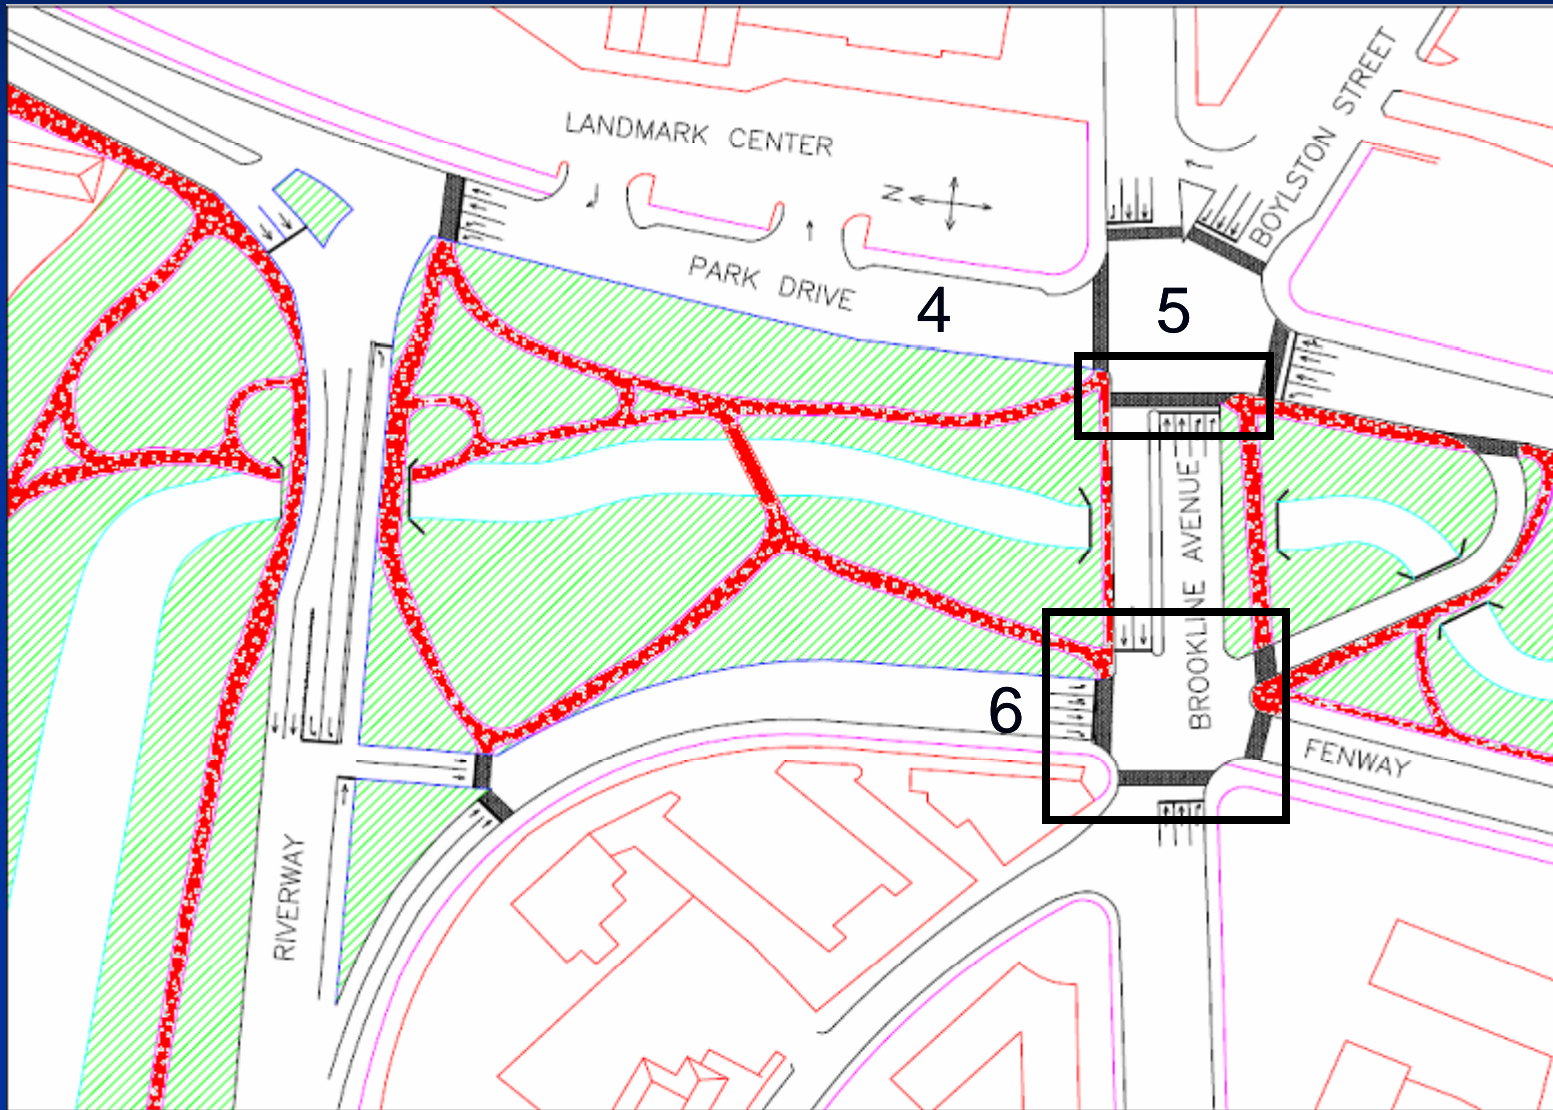 LANDMARK CENTER
BOYLSTON STREET
N
PARK DRIVE
4
5
BROOKLINE AVENUE
6
FENWAY
RIVERWAY